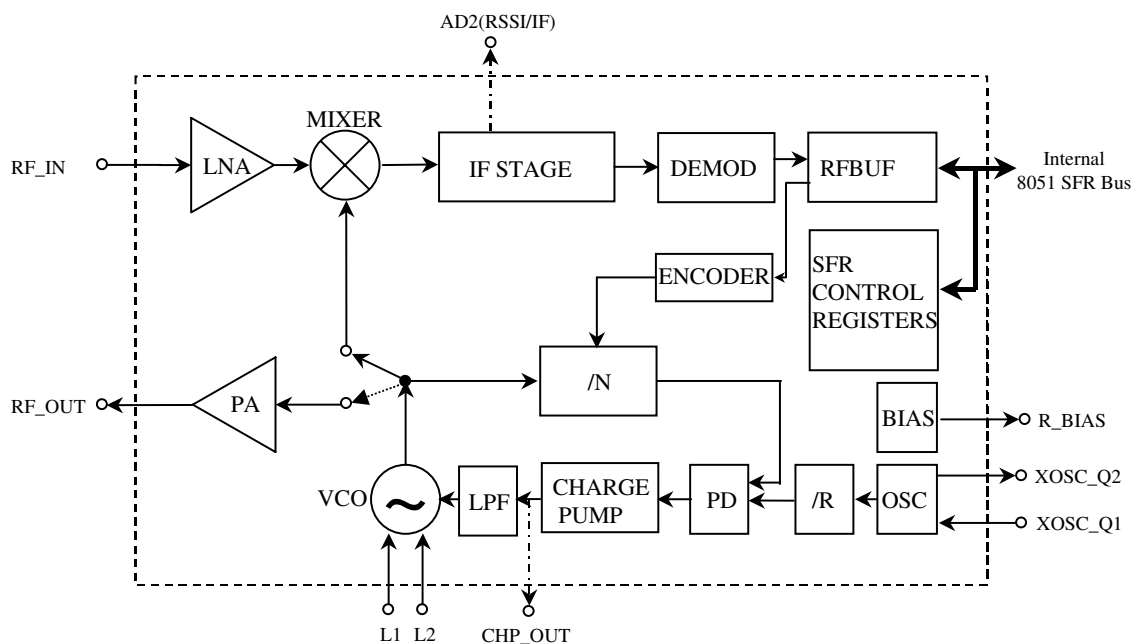 AD2(RSSI/IF)
MIXER
RF_IN
LNA
IF STAGE
DEMOD
RFBUF
Internal
8051 SFR Bus
ENCODER
SFR
CONTROL
REGISTERS
/N
RF_OUT
PA
BIAS
R_BIAS
VCO
~
LPF
CHARGE
PUMP
PD
/R
OSC
XOSC_Q2
XOSC_Q1
L1
L2
CHP_OUT